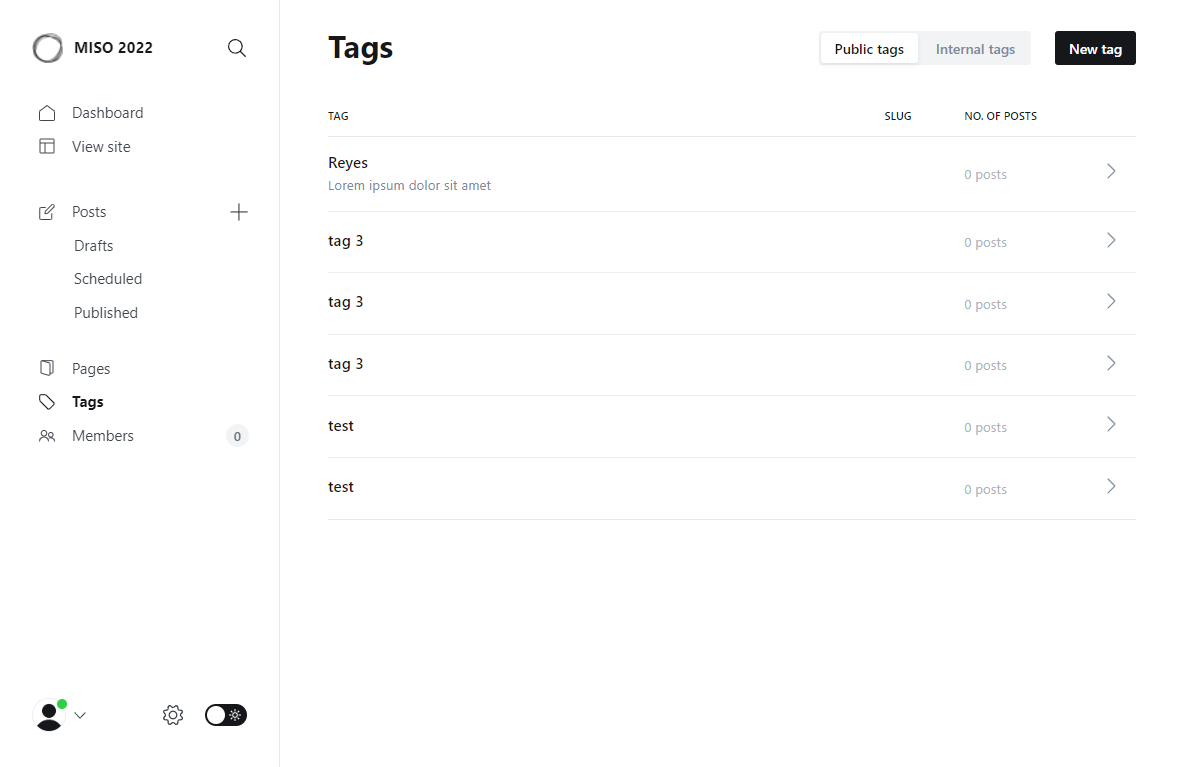 MISO 2022
Dashboard
View site
Posts
Drafts
Scheduled
Published
Pages
Tags
Members 0
Tags
Public tags Internal tags New tag
TAG SLUG NO. OF POSTS
Reyes
Lorem ipsum dolor sit amet
0 posts
tag 3 0 posts
tag 3 0 posts
tag 3 0 posts
test 0 posts
test 0 posts